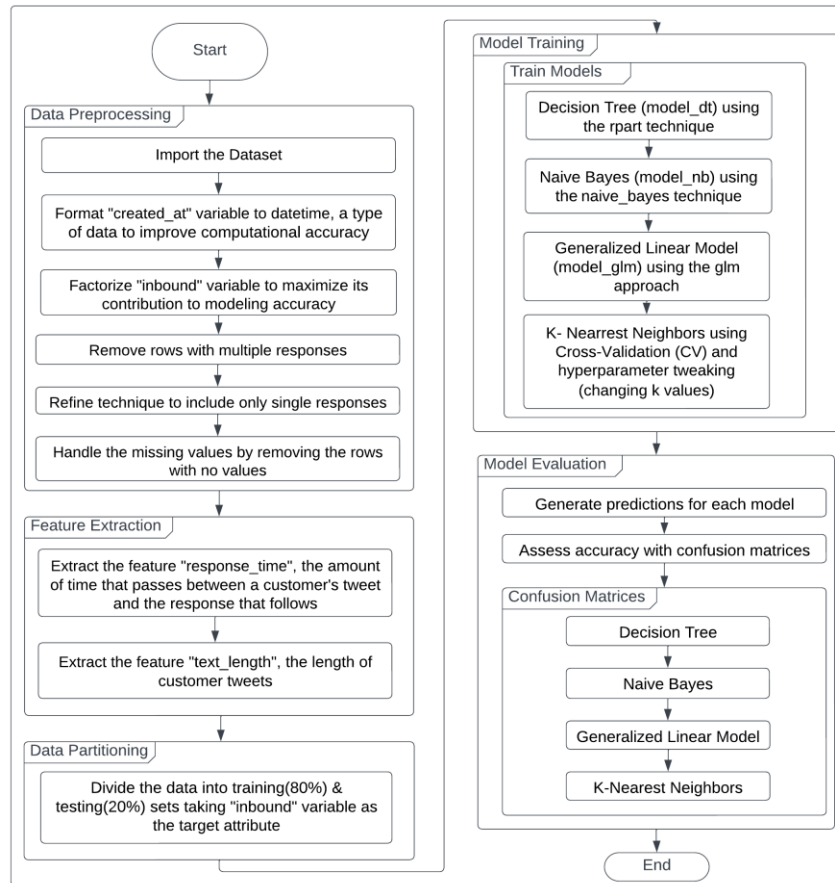 Start
Data Preprocessing
Import the Dataset
Format "created_at" variable to datetime, a type
of data to improve computational accuracy
Factorize "inbound" variable to maximize its
contribution to modeling accuracy
Remove rows with multiple responses
Refine technique to include only single responses
Handle the missing values by removing the rows
with no values
Feature Extraction
Extract the feature "response_time", the amount
of time that passes between a customer's tweet
and the response that follows
Extract the feature "text_length", the length of
customer tweets
Data Partitioning
Divide the data into training(80%) &
testing(20%) sets taking "inbound" variable as
the target attribute
Model Training
Train Models
Decision Tree (model_dt) using
the rpart technique
Naive Bayes (model_nb) using
the naive_bayes technique
Generalized Linear Model
(model_glm) using the glm
approach
K- Nearrest Neighbors using
Cross-Validation (CV) and
hyperparameter tweaking
(changing k values)
Model Evaluation
Generate predictions for each model
Assess accuracy with confusion matrices
Confusion Matrices
Decision Tree
Naive Bayes
Generalized Linear Model
K-Nearest Neighbors
End